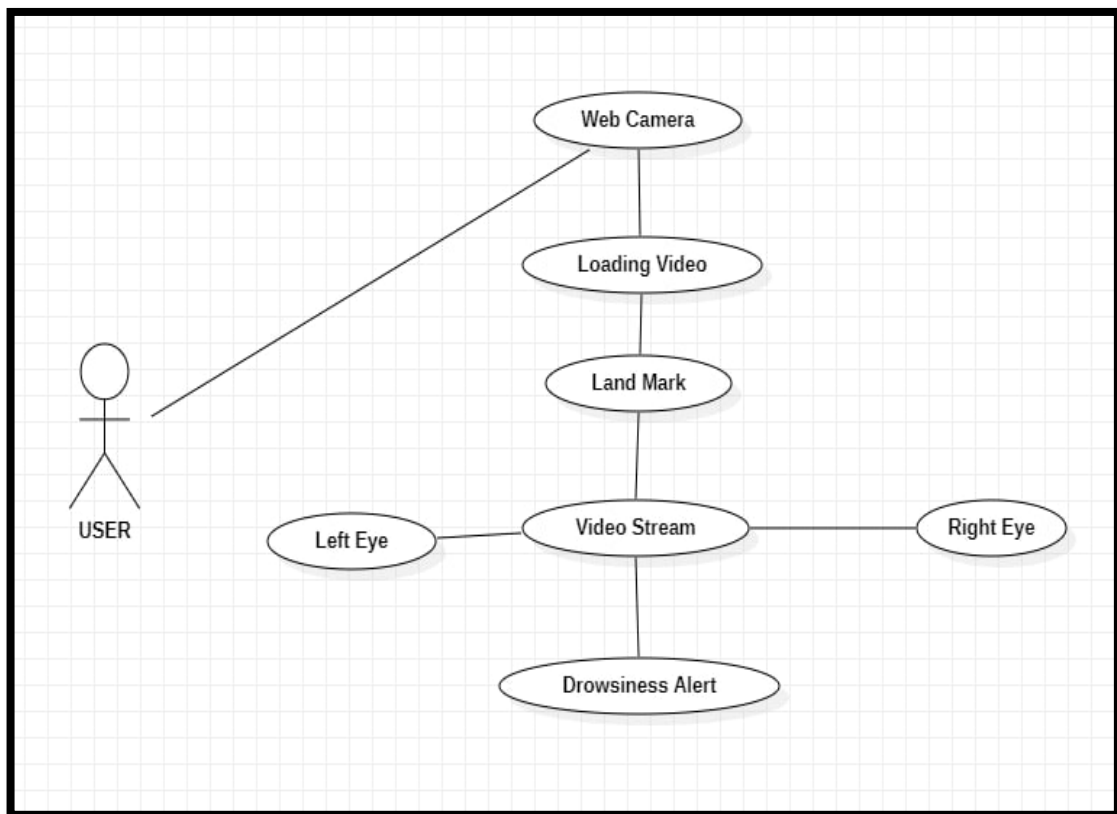 Web Camera
Loading Video
Land Mark
USER
Left Eye
Video Stream
Right Eye
Drowsiness Alert